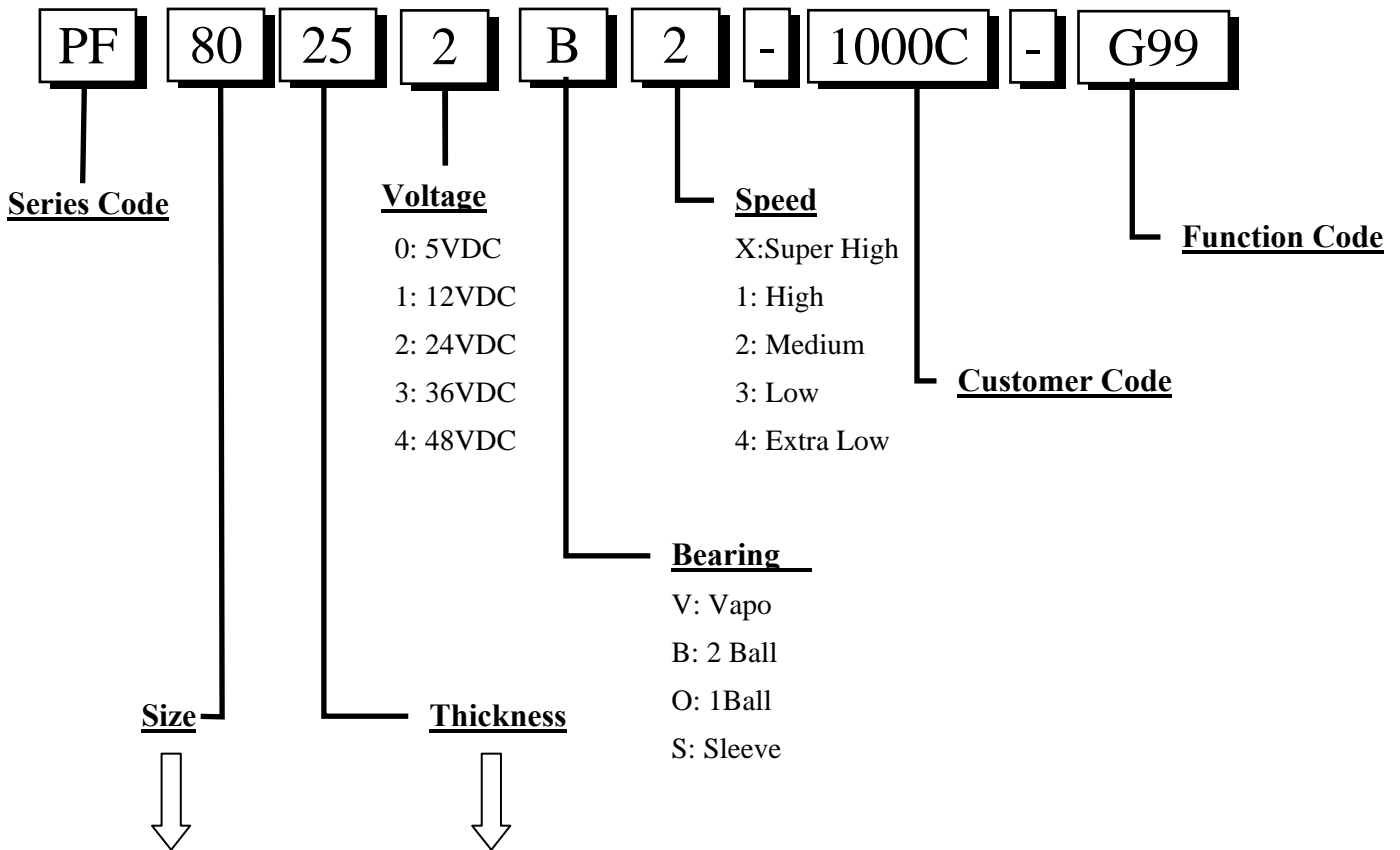 PF 80 25 2 B 2 - 1000C - G99
Series Code
Voltage
0: 5VDC
1: 12VDC
2: 24VDC
3: 36VDC
4: 48VDC
Speed
X:Super High
1: High
2: Medium
3: Low
4: Extra Low
Function Code
Customer Code
Bearing
V: Vapo
B: 2 Ball
O: 1Ball
S: Sleeve
Size
Thickness